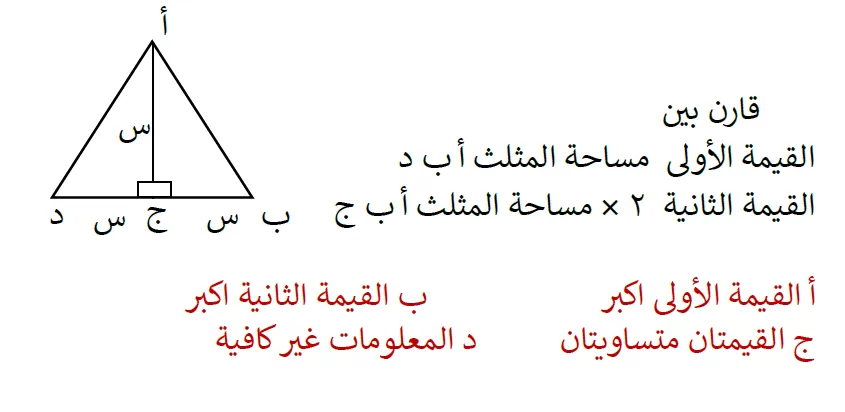 أ
س
د س ج س ب
قارن بين
القيمة الأولى مساحة المثلث أ ب د
القيمة الثانية ٢ × مساحة المثلث أ ب ج
أ القيمة الأولى اكبر ب القيمة الثانية اكبر
ج القيمتان متساويتان د المعلومات غير كافية